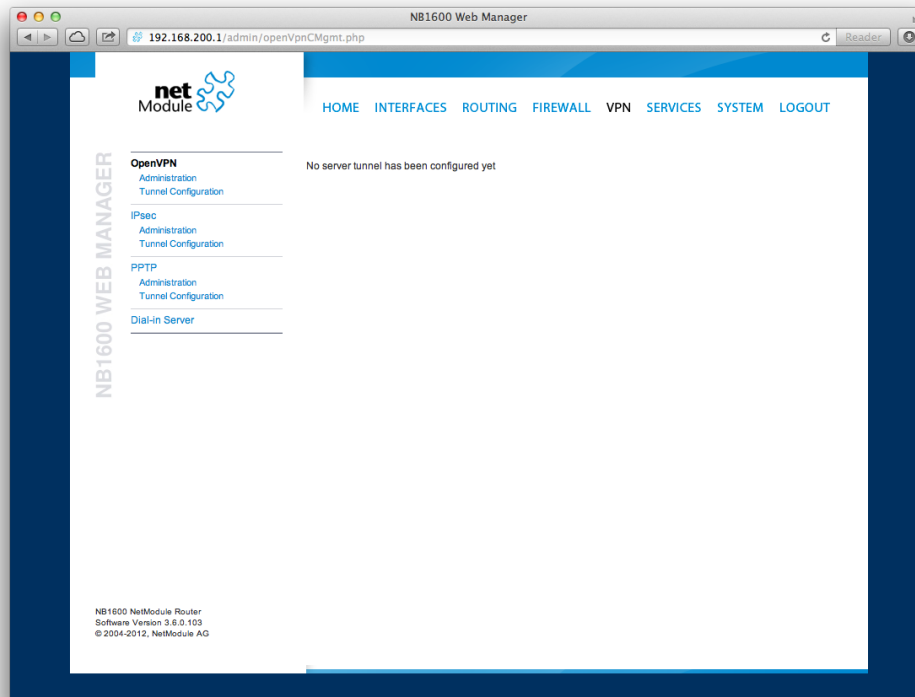 NB1600 Web Manager
192.168.200.1/admin/openVpnCMgmt.php
Reader
net
Module
HOME INTERFACES ROUTING FIREWALL VPN SERVICES SYSTEM LOGOUT
NB1600 WEB MANAGER
OpenVPN
Administration
Tunnel Configuration
IPsec
Administration
Tunnel Configuration
PPTP
Administration
Tunnel Configuration
Dial-in Server
No server tunnel has been configured yet
NB1600 NetModule Router
Software Version 3.6.0.103
© 2004-2012, NetModule AG